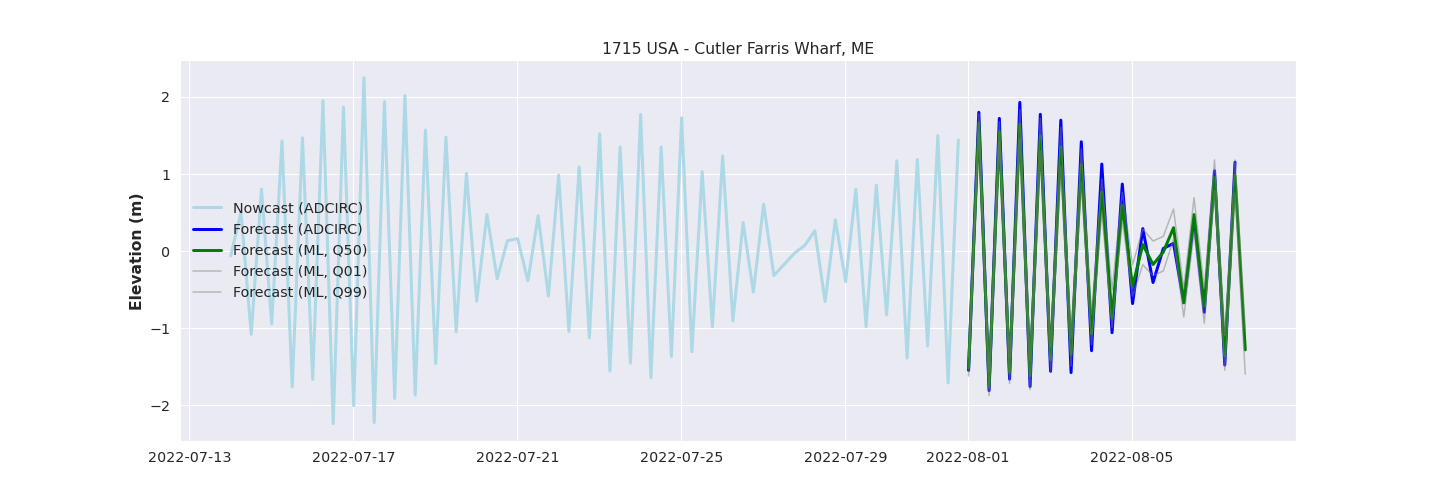 1715 USA - Cutler Farris Wharf, ME
Elevation (m)
2
1
0
−1
−2
Nowcast (ADCIRC)
Forecast (ADCIRC)
Forecast (ML, Q50)
Forecast (ML, Q01)
Forecast (ML, Q99)
2022-07-13
2022-07-17
2022-07-21
2022-07-25
2022-07-29
2022-08-01
2022-08-05